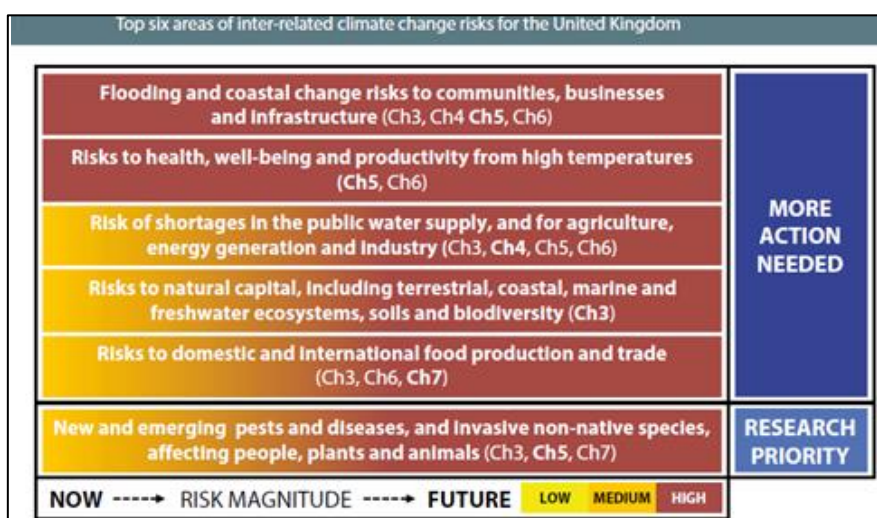 Top six areas of inter-related climate change risks for the United Kingdom
Flooding and coastal change risks to communities, businesses
and infrastructure (Ch3, Ch4 Ch5, Ch6)
Risks to health, well-being and productivity from high temperatures
(Ch5, Ch6)
Risk of shortages in the public water supply, and for agriculture,
energy generation and industry (Ch3, Ch4, Ch5, Ch6)
Risks to natural capital, including terrestrial, coastal, marine and
freshwater ecosystems, soils and biodiversity (Ch3)
Risks to domestic and international food production and trade
(Ch3, Ch6, Ch7)
MORE
ACTION
NEEDED
New and emerging pests and diseases, and invasive non-native species,
affecting people, plants and animals (Ch3, Ch5, Ch7)
RESEARCH
PRIORITY
NOW ----→ RISK MAGNITUDE ----→ FUTURE LOW MEDIUM HIGH